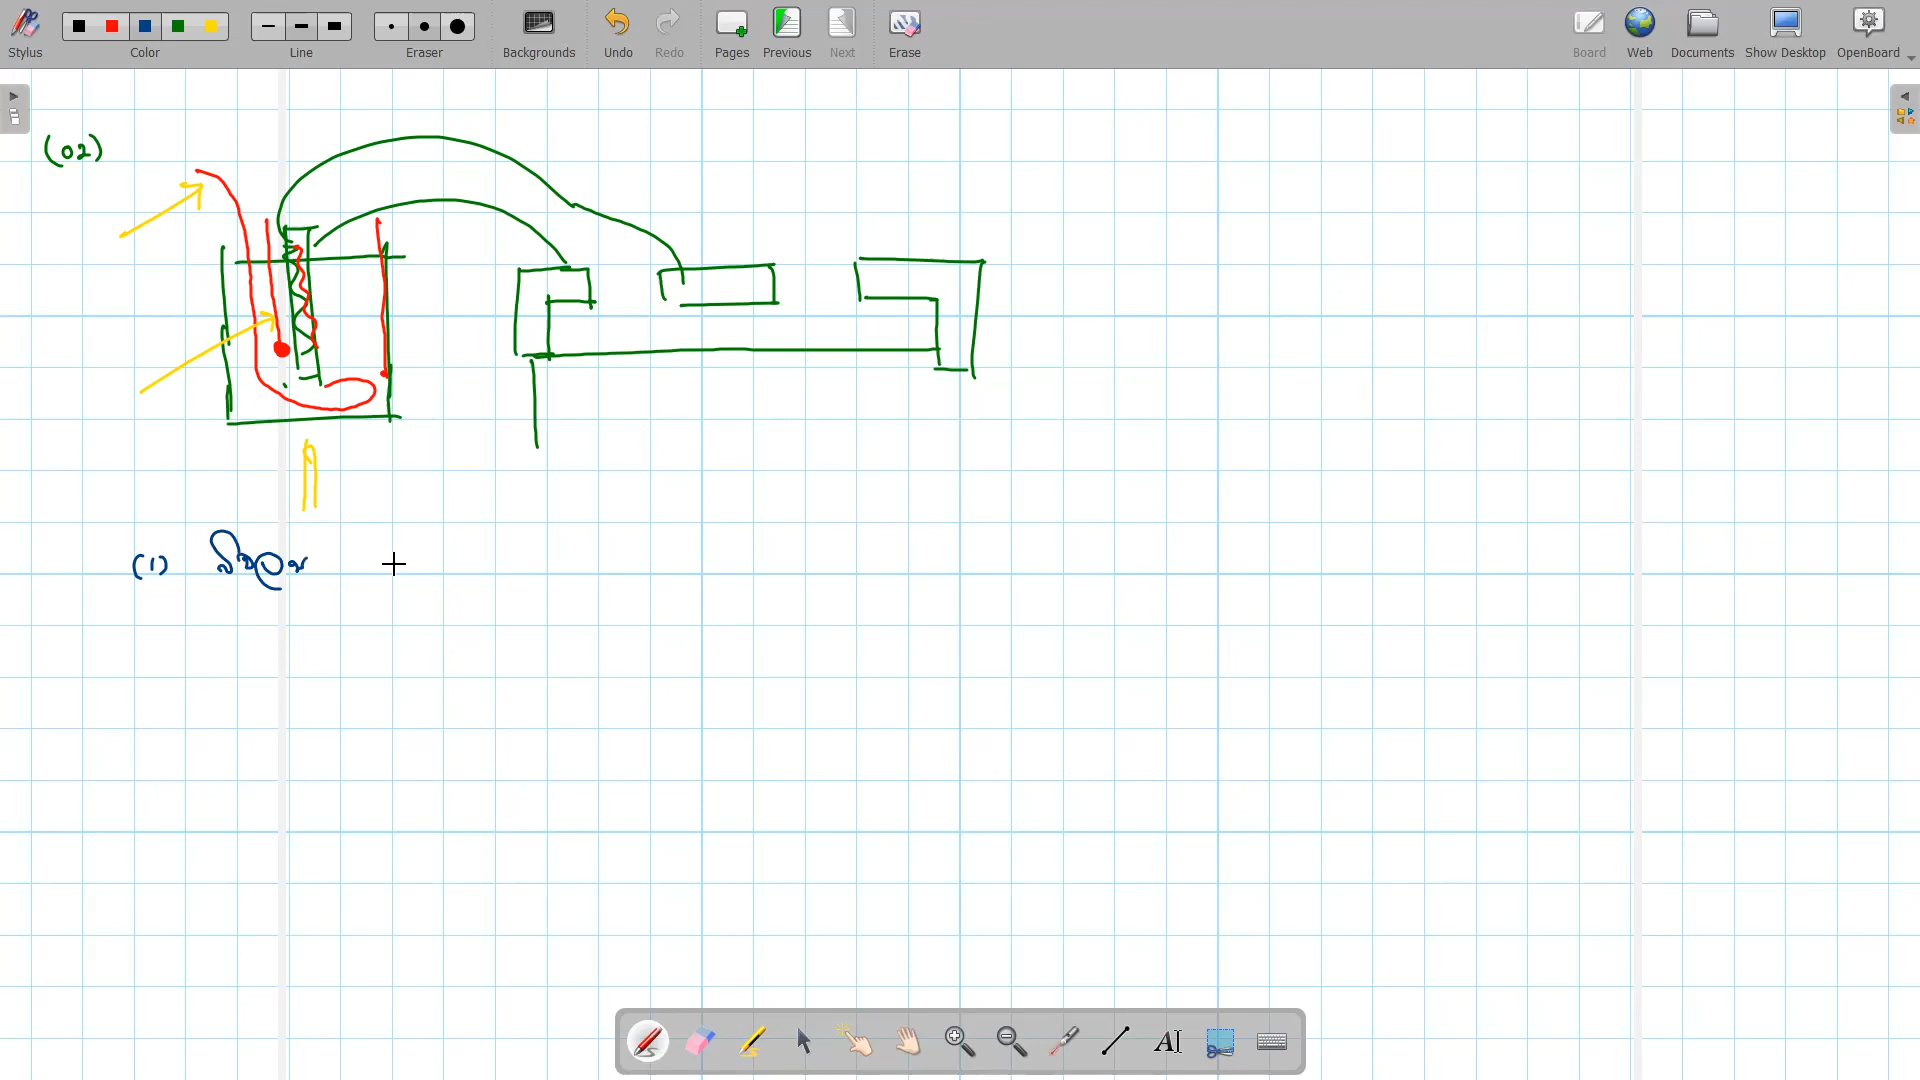 Stylus
Color
Line
Eraser
Backgrounds
Undo
Redo
Pages
Previous
Next
Erase
Board
Web
Documents
Show Desktop
OpenBoard
(02)
(1)